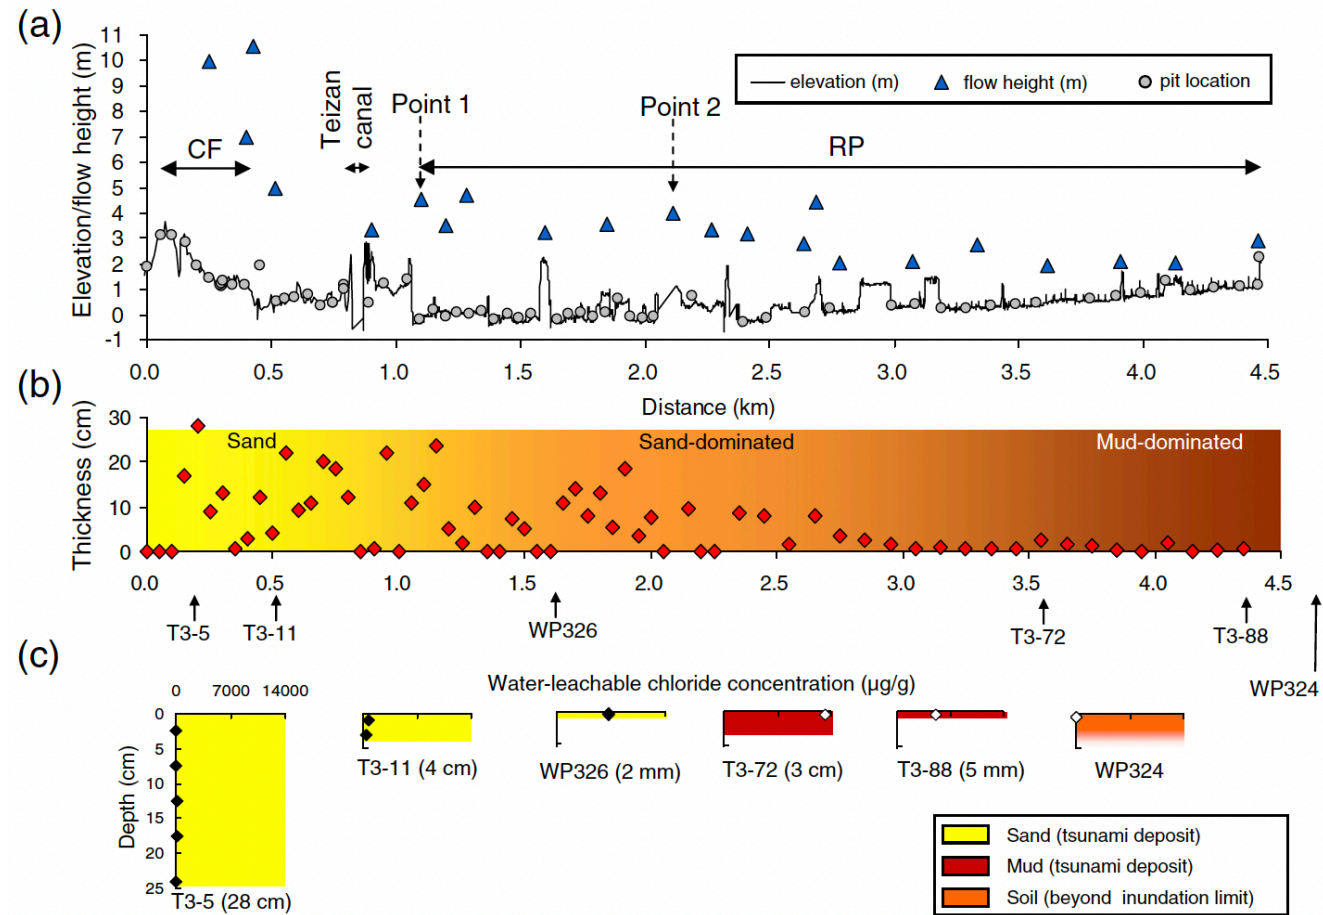 (a)
Elevation/flow height (m)
11
10
9
8
7
6
5
4
3
2
1
0
-1
elevation (m) flow height (m) pit location
CF
Teizan
canal
Point 1
Point 2
RP
0.0 0.5 1.0 1.5 2.0 2.5 3.0 3.5 4.0 4.5
Distance (km)
(b)
Thickness (cm)
30
20
10
0
Sand Sand-dominated Mud-dominated
0.0 0.5 1.0 1.5 2.0 2.5 3.0 3.5 4.0 4.5
T3-5 T3-11 WP326 T3-72 T3-88
WP324
(c)
Water-leachable chloride concentration (µg/g)
0 7000 14000
Depth (cm)
0
5
10
15
20
25
T3-5 (28 cm)
0
5
T3-11 (4 cm)
0
5
WP326 (2 mm) T3-72 (3 cm) T3-88 (5 mm) WP324
Sand (tsunami deposit)
Mud (tsunami deposit)
Soil (beyond inundation limit)